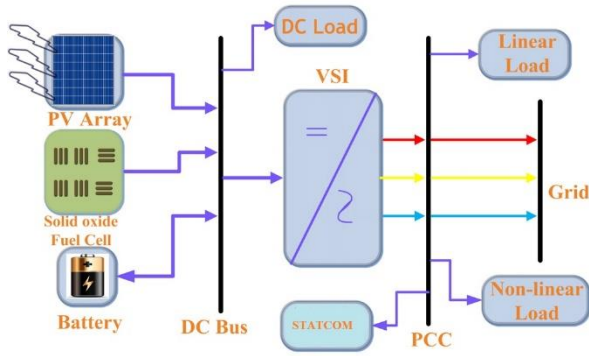 DC Load
VSI
Linear
Load
PV Array
Solid oxide
Fuel Cell
Battery
DC Bus
STATCOM
PCC
Grid
Non-linear
Load